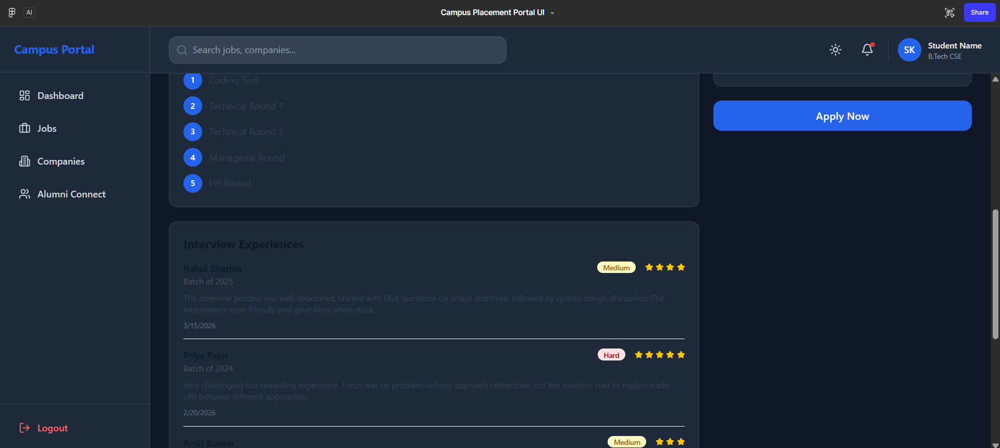 AI
Campus Placement Portal UI
Share
Campus Portal
Search jobs, companies...
SK
Student Name
B.Tech CSE
Dashboard
Jobs
Companies
Alumni Connect
Logout
1 Coding Test
2 Technical Round 1
3 Technical Round 2
4 Managerial Round
5 HR Round
Apply Now
Interview Experiences
Rahul Sharma
Medium
Batch of 2025
The interview process was well-structured. Started with DSA questions on arrays and trees, followed by system design discussion. The
interviewers were friendly and gave hints when stuck.
3/15/2026
Priya Patel
Hard
Batch of 2024
Very challenging but rewarding experience. Focus was on problem-solving approach rather than just the solution. Had to explain trade-
offs between different approaches.
2/20/2026
Amit Kumar
Medium